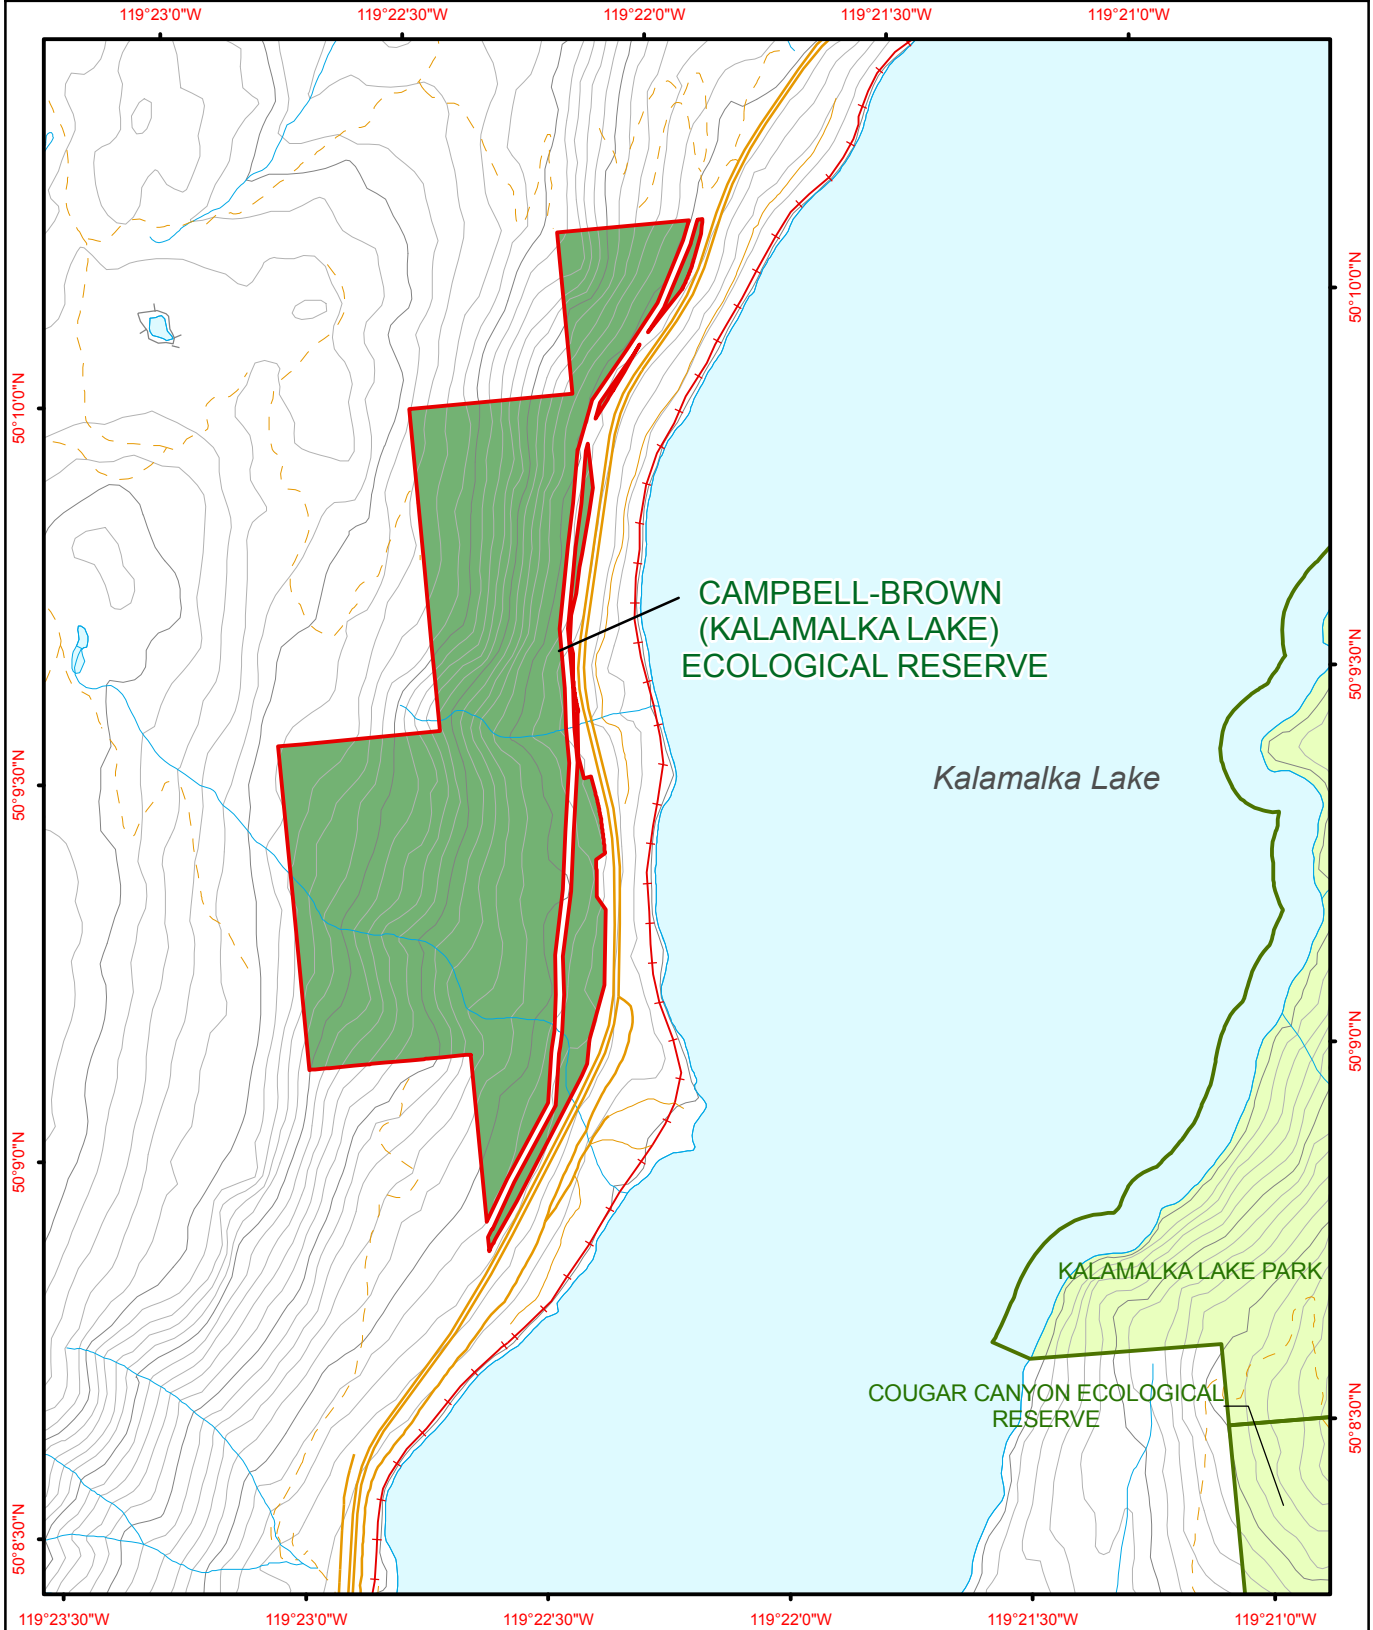 119°23'0"W
119°22'30"W
119°22'0"W
119°21'30"W
119°21'0"W
50°10'0"N
50°10'0"N
CAMPBELL-BROWN
(KALAMALKA LAKE)
ECOLOGICAL RESERVE
50°9'30"N
Kalamalka Lake
50°9'30"N
50°9'0"N
50°9'0"N
KALAMALKA LAKE PARK
COUGAR CANYON ECOLOGICAL
RESERVE
50°8'30"N
50°8'30"N
119°23'30"W
119°23'0"W
119°22'30"W
119°22'0"W
119°21'30"W
119°21'0"W